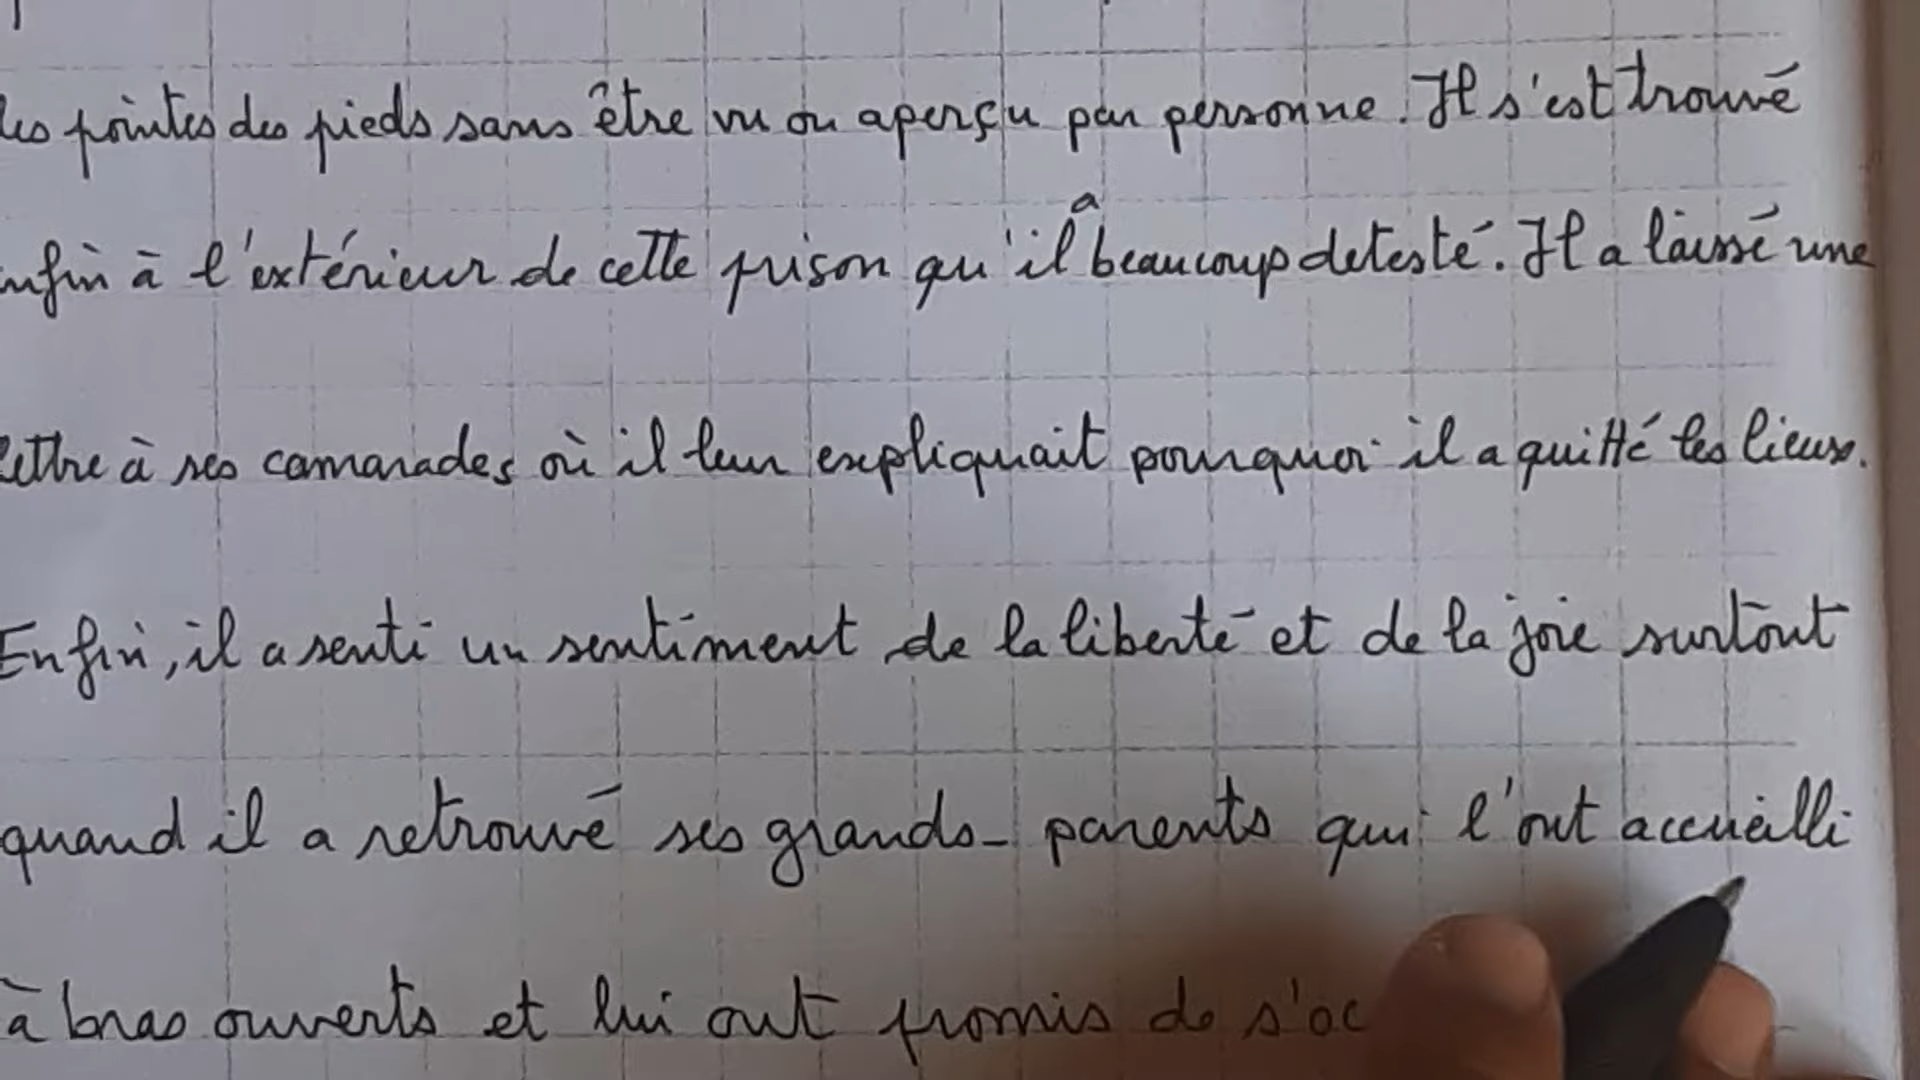 les pointes des pieds sans être vu ou aperçu par personne. Il s'est trouvé
enfin à l'extérieur de cette prison qu'il a beaucoup detesté. Il a laissé une
lettre à ses camarades où il leur expliquait pourquoi il a quitté les lieux.
Enfin, il a senti un sentiment de la liberté et de la joie surtout
quand il a retrouvé ses grands-parents qui l'ont accueilli
à bras ouverts et lui ont promis de s'oc